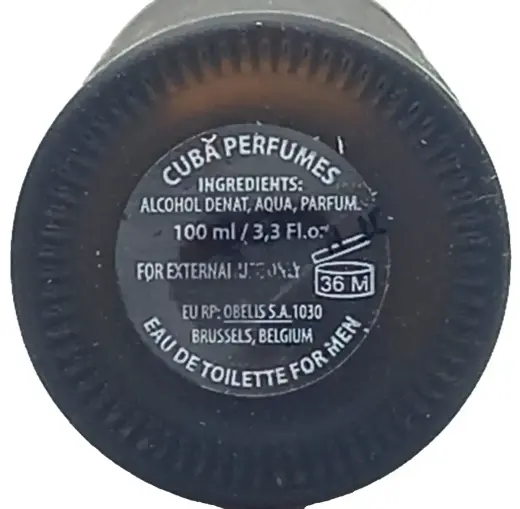 CUBA PERFUMES
INGREDIENTS:
ALCOHOL DENAT, AQUA, PARFUM.
100 ml / 3,3 Fl.oz
FOR EXTERNAL USE ONLY
36 M
EU RP: OBELIS S.A. 1030
BRUSSELS, BELGIUM
EAU DE TOILETTE FOR MEN